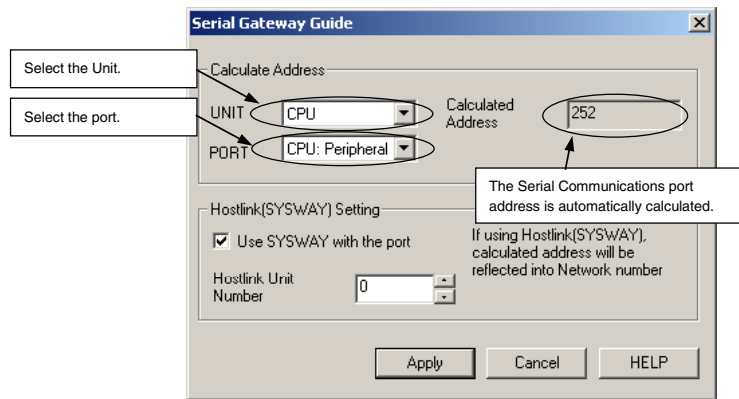 Serial Gateway Guide
Select the Unit.
Calculate Address
Select the port.
UNIT
CPU
Calculated
Address
252
PORT
CPU: Peripheral
The Serial Communications port
address is automatically calculated.
Hostlink(SYSWAY) Setting
Use SYSWAY with the port
If using Hostlink(SYSWAY),
calculated address will be
reflected into Network number
Hostlink Unit
Number
0
Apply
Cancel
HELP